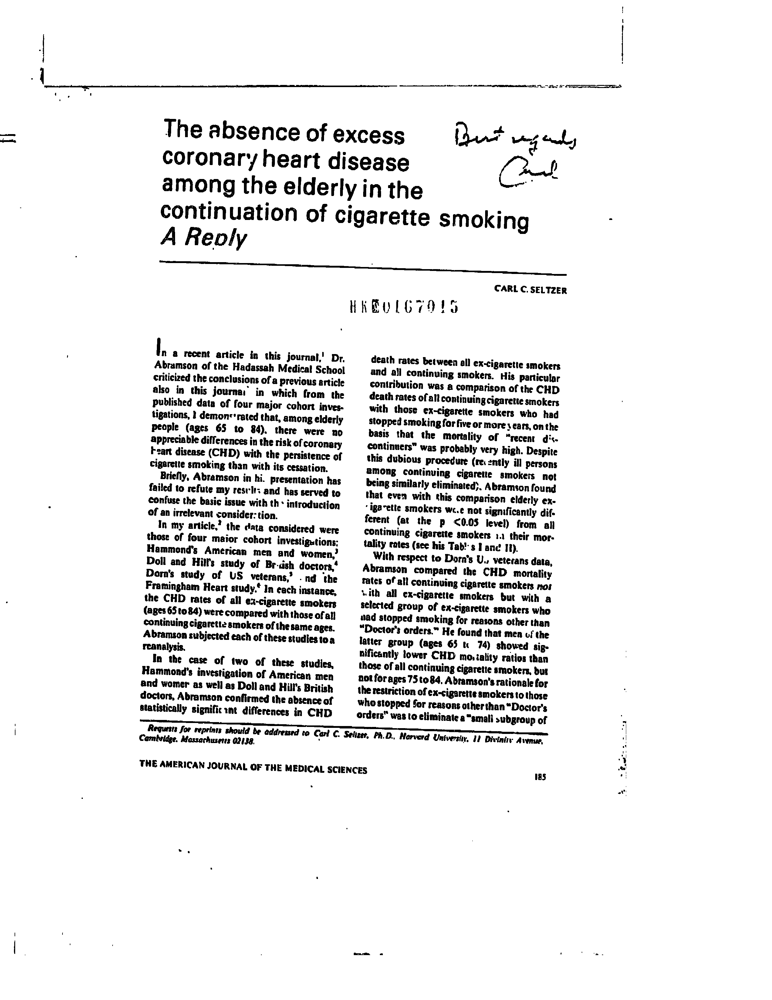 The absence of excess
coronary heart disease
among the elderly in the
continuation of cigarette smoking
A Reply
Best regards
Carl
CARL C. SELTZER
In a recent article in this journal,¹ Dr.
Abramson of the Hadassah Medical School
criticized the conclusions of a previous article
also in this journal in which from the
published data of four major cohort inves-
tigations, I demonstrated that, among elderly
people (ages 65 to 84), there were no
appreciable differences in the risk of coronary
heart disease (CHD) with the persistence of
cigarette smoking than with its cessation.
Briefly, Abramson in his presentation has
failed to refute my results and has served to
confuse the basic issue with the introduction
of an irrelevant consideration.
In my article,² the data considered were
those of four major cohort investigations:
Hammond's American men and women,³
Doll and Hill's study of British doctors,⁴
Dorn's study of US veterans,⁵ and the
Framingham Heart study.⁶ In each instance,
the CHD rates of all ex-cigarette smokers
(ages 65 to 84) were compared with those of all
continuing cigarette smokers of the same ages.
Abramson subjected each of these studies to a
reanalysis.
In the case of two of these studies,
Hammond's investigation of American men
and women as well as Doll and Hill's British
doctors, Abramson confirmed the absence of
statistically significant differences in CHD
death rates between all ex-cigarette smokers
and all continuing smokers. His particular
contribution was a comparison of the CHD
death rates of all continuing cigarette smokers
with those ex-cigarette smokers who had
stopped smoking for five or more years, on the
basis that the mortality of "recent dis-
continuers" was probably very high. Despite
this dubious procedure (recently ill persons
among continuing cigarette smokers not
being similarly eliminated), Abramson found
that even with this comparison elderly ex-
cigarette smokers were not significantly dif-
ferent (at the p <0.05 level) from all
continuing cigarette smokers in their mor-
tality rates (see his Tables I and II).
With respect to Dorn's U.S. veterans data,
Abramson compared the CHD mortality
rates of all continuing cigarette smokers not
with all ex-cigarette smokers but with a
selected group of ex-cigarette smokers who
had stopped smoking for reasons other than
"Doctor's orders." He found that men of the
latter group (ages 65 to 74) showed sig-
nificantly lower CHD mortality ratios than
those of all continuing cigarette smokers, but
not for ages 75 to 84. Abramson's rationale for
the restriction of ex-cigarette smokers to those
who stopped for reasons other than "Doctor's
orders" was to eliminate a "small subgroup of
Requests for reprints should be addressed to Carl C. Seltzer, Ph.D., Harvard University, 11 Divinity Avenue,
Cambridge, Massachusetts 02138.
THE AMERICAN JOURNAL OF THE MEDICAL SCIENCES
185